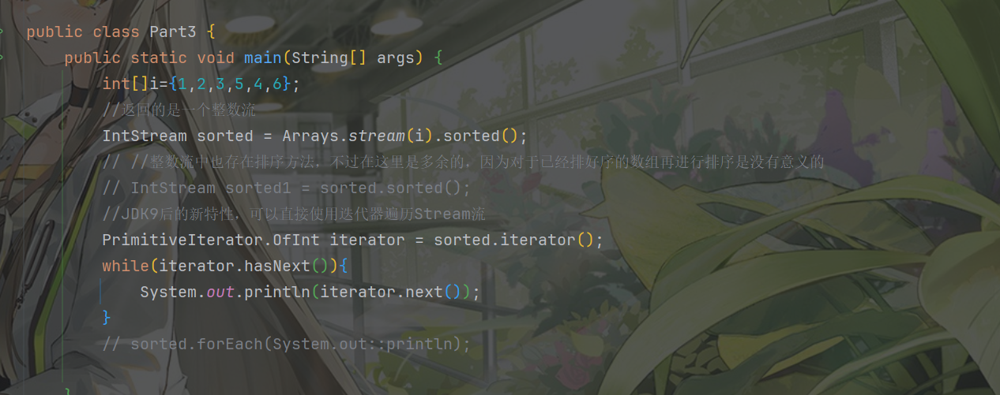 public class Part3 {
public static void main(String[] args) {
int[]i={1,2,3,5,4,6};
//返回的是一个整数流
IntStream sorted = Arrays.stream(i).sorted();
// //整数流中也存在排序方法，不过在这里是多余的，因为对于已经排好序的数组再进行排序是没有意义的
// IntStream sorted1 = sorted.sorted();
//JDK9后的新特性，可以直接使用迭代器遍历Stream流
PrimitiveIterator.OfInt iterator = sorted.iterator();
while(iterator.hasNext()){
System.out.println(iterator.next());
}
// sorted.forEach(System.out::println);
}